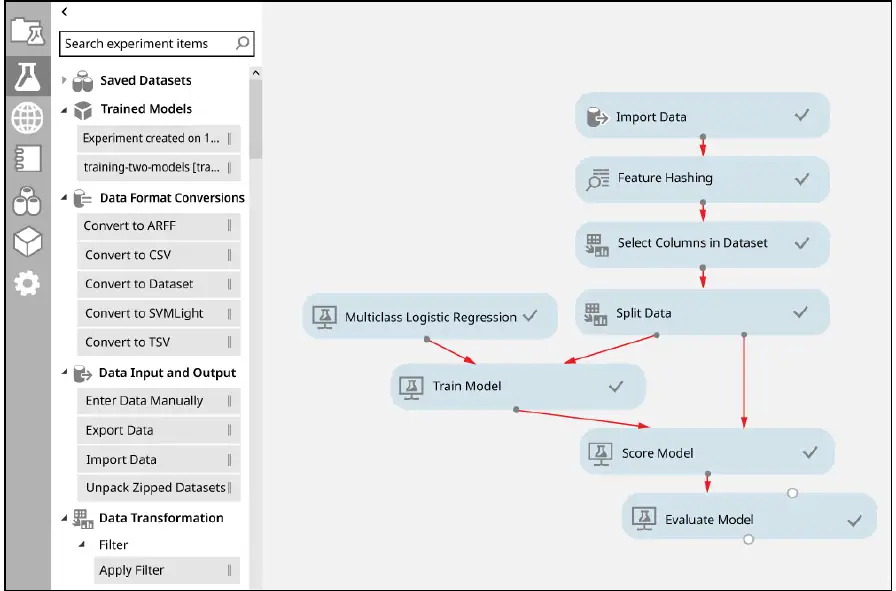 Search experiment items
Saved Datasets
Trained Models
Experiment created on 1...
training-two-models [tra...
Data Format Conversions
Convert to ARFF
Convert to CSV
Convert to Dataset
Convert to SVMLight
Convert to TSV
Data Input and Output
Enter Data Manually
Export Data
Import Data
Unpack Zipped Datasets
Data Transformation
Filter
Apply Filter
Import Data
Feature Hashing
Select Columns in Dataset
Split Data
Multiclass Logistic Regression
Train Model
Score Model
Evaluate Model